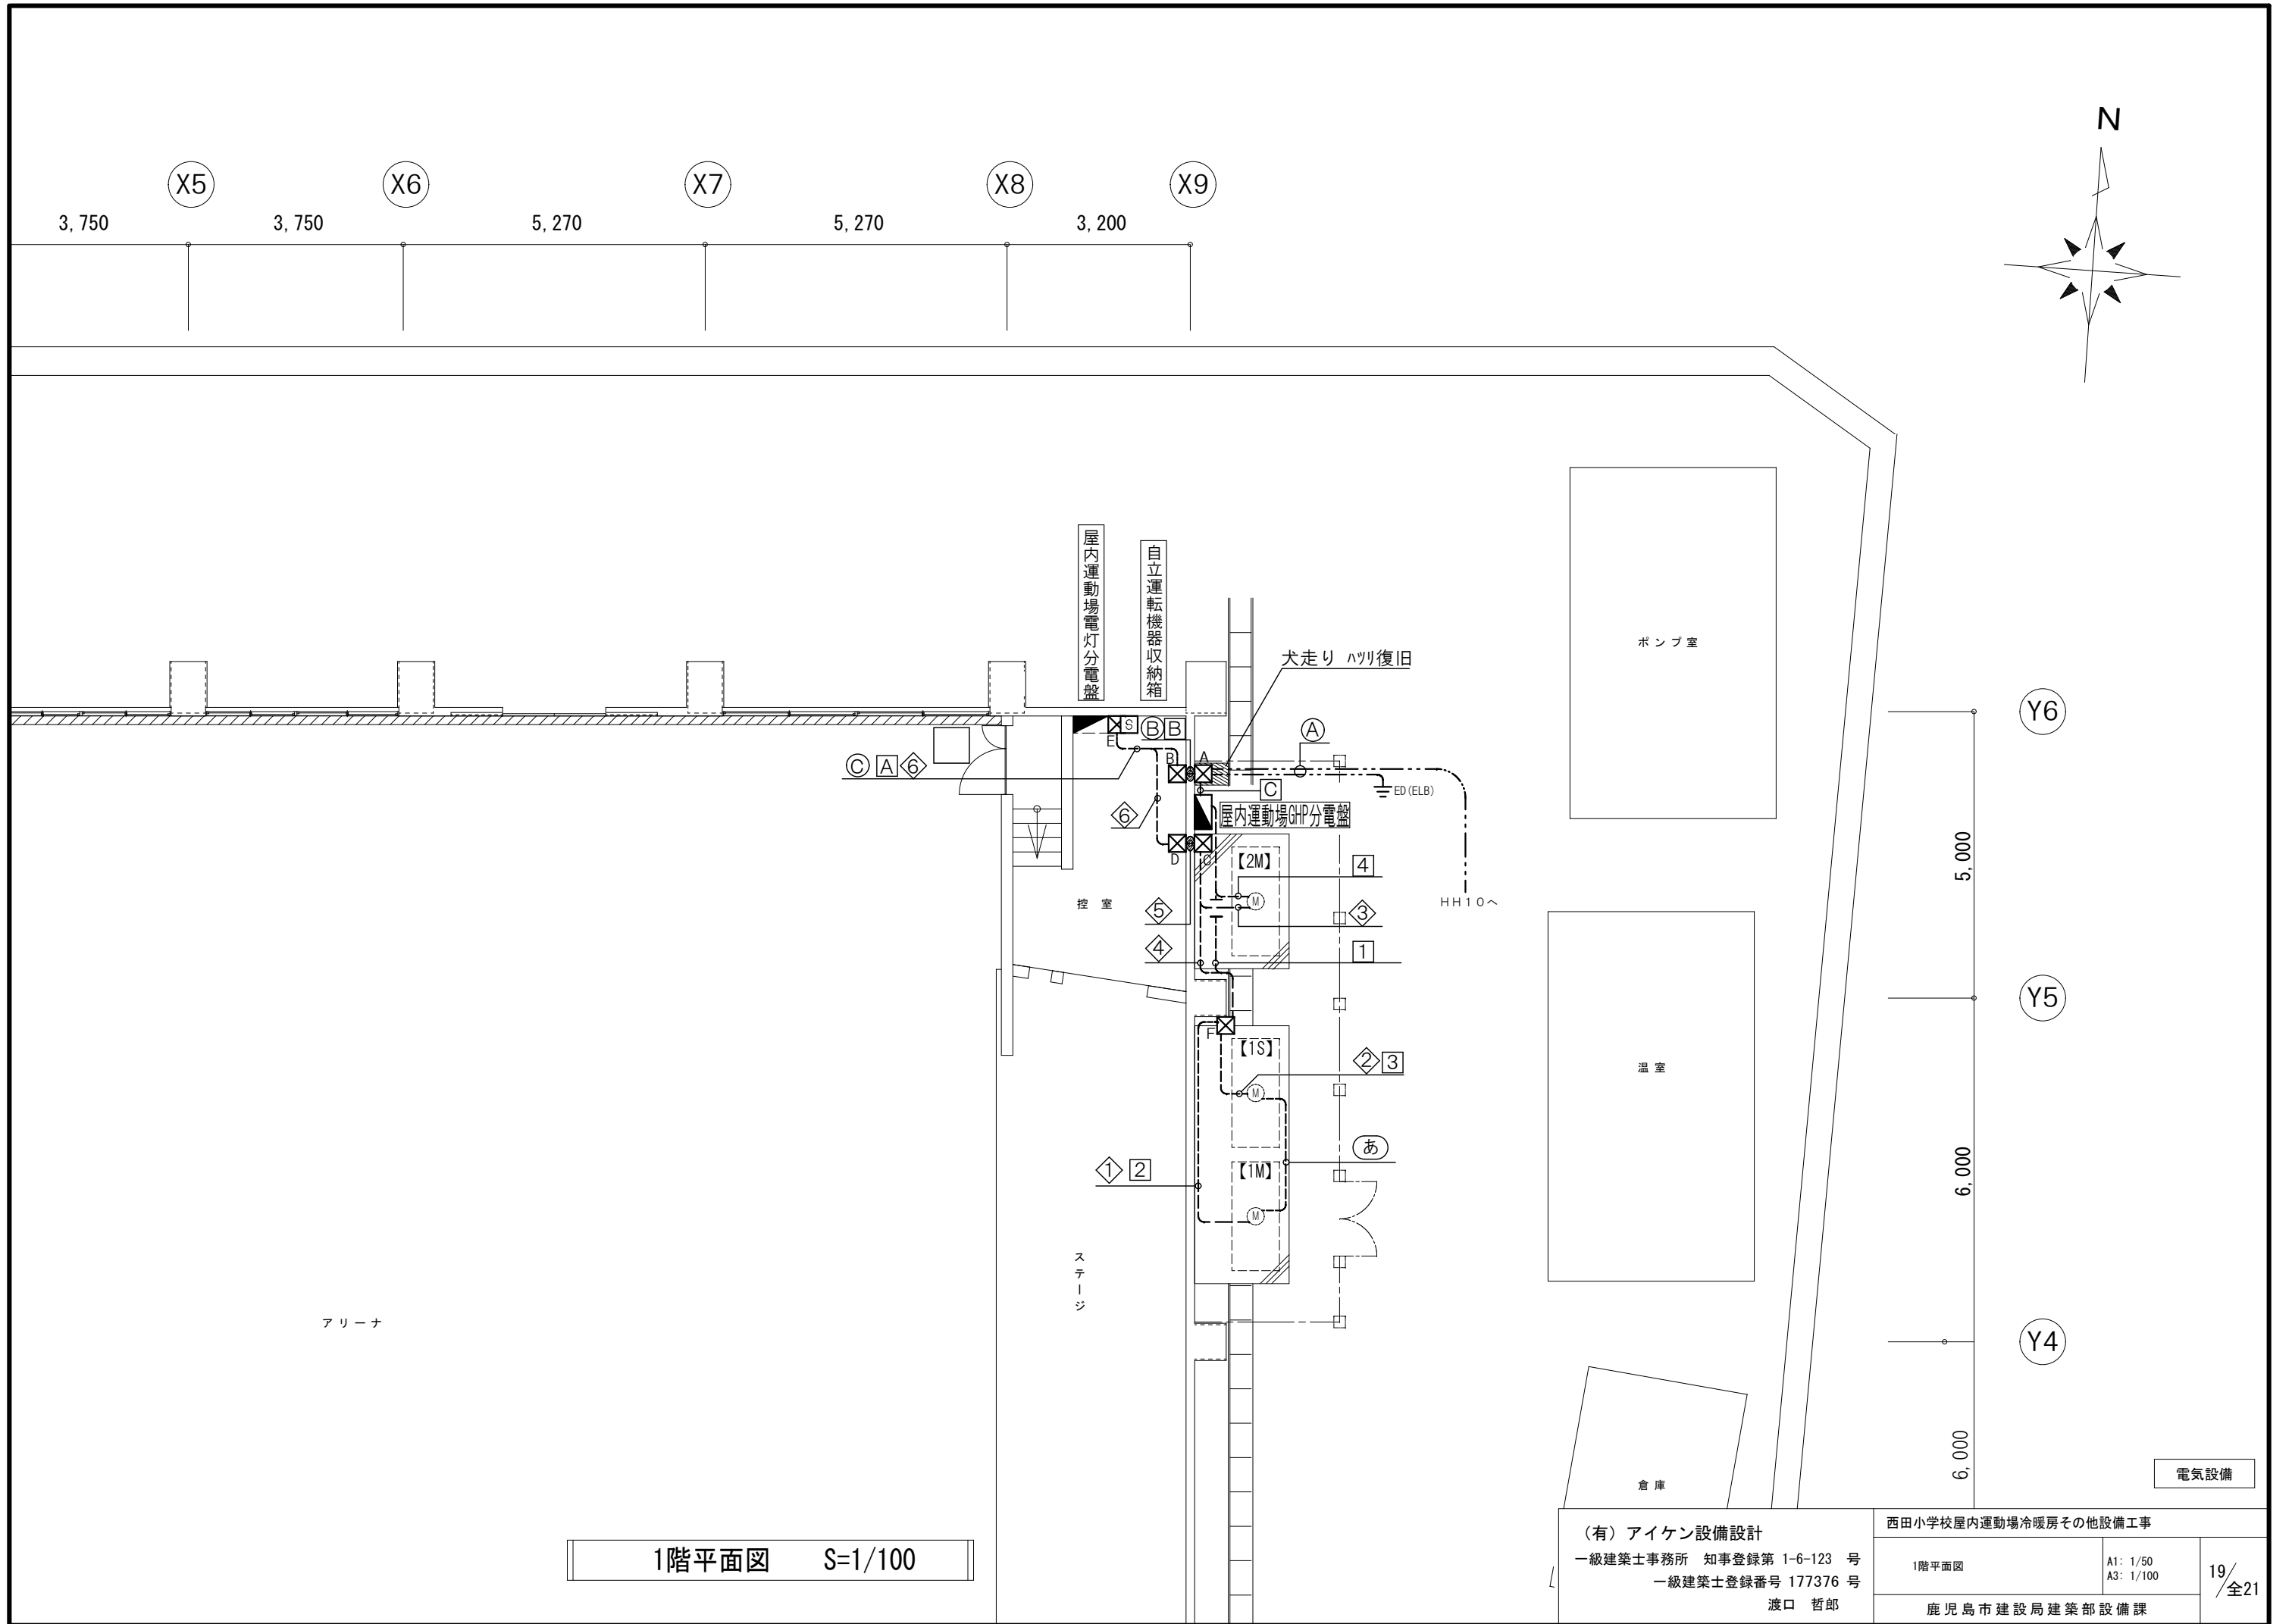 N
X5
X6
X7
X8
X9
3,750
3,750
5,270
5,270
3,200
屋内運動場電灯分電盤
自立運転機器収納箱
犬走り ハツリ復旧
ポンプ室
Y6
S
Ⓑ B
E
B
A
Ⓐ
Ⓒ A 6
C
ED(ELB)
6
屋内運動場GHP分電盤
D
C
【2M】
4
M
5,000
控 室
5
3
HH10へ
4
1
Y5
F
【1S】
2 3
M
温室
あ
1 2
【1M】
M
6,000
ステージ
アリーナ
Y4
6,000
倉庫
電気設備
1階平面図 S=1/100
(有) アイケン設備設計
一級建築士事務所 知事登録第 1-6-123 号
一級建築士登録番号 177376 号
渡口 哲郎
西田小学校屋内運動場冷暖房その他設備工事
1階平面図
A1: 1/50
A3: 1/100
19/全21
鹿児島市建設局建築部設備課